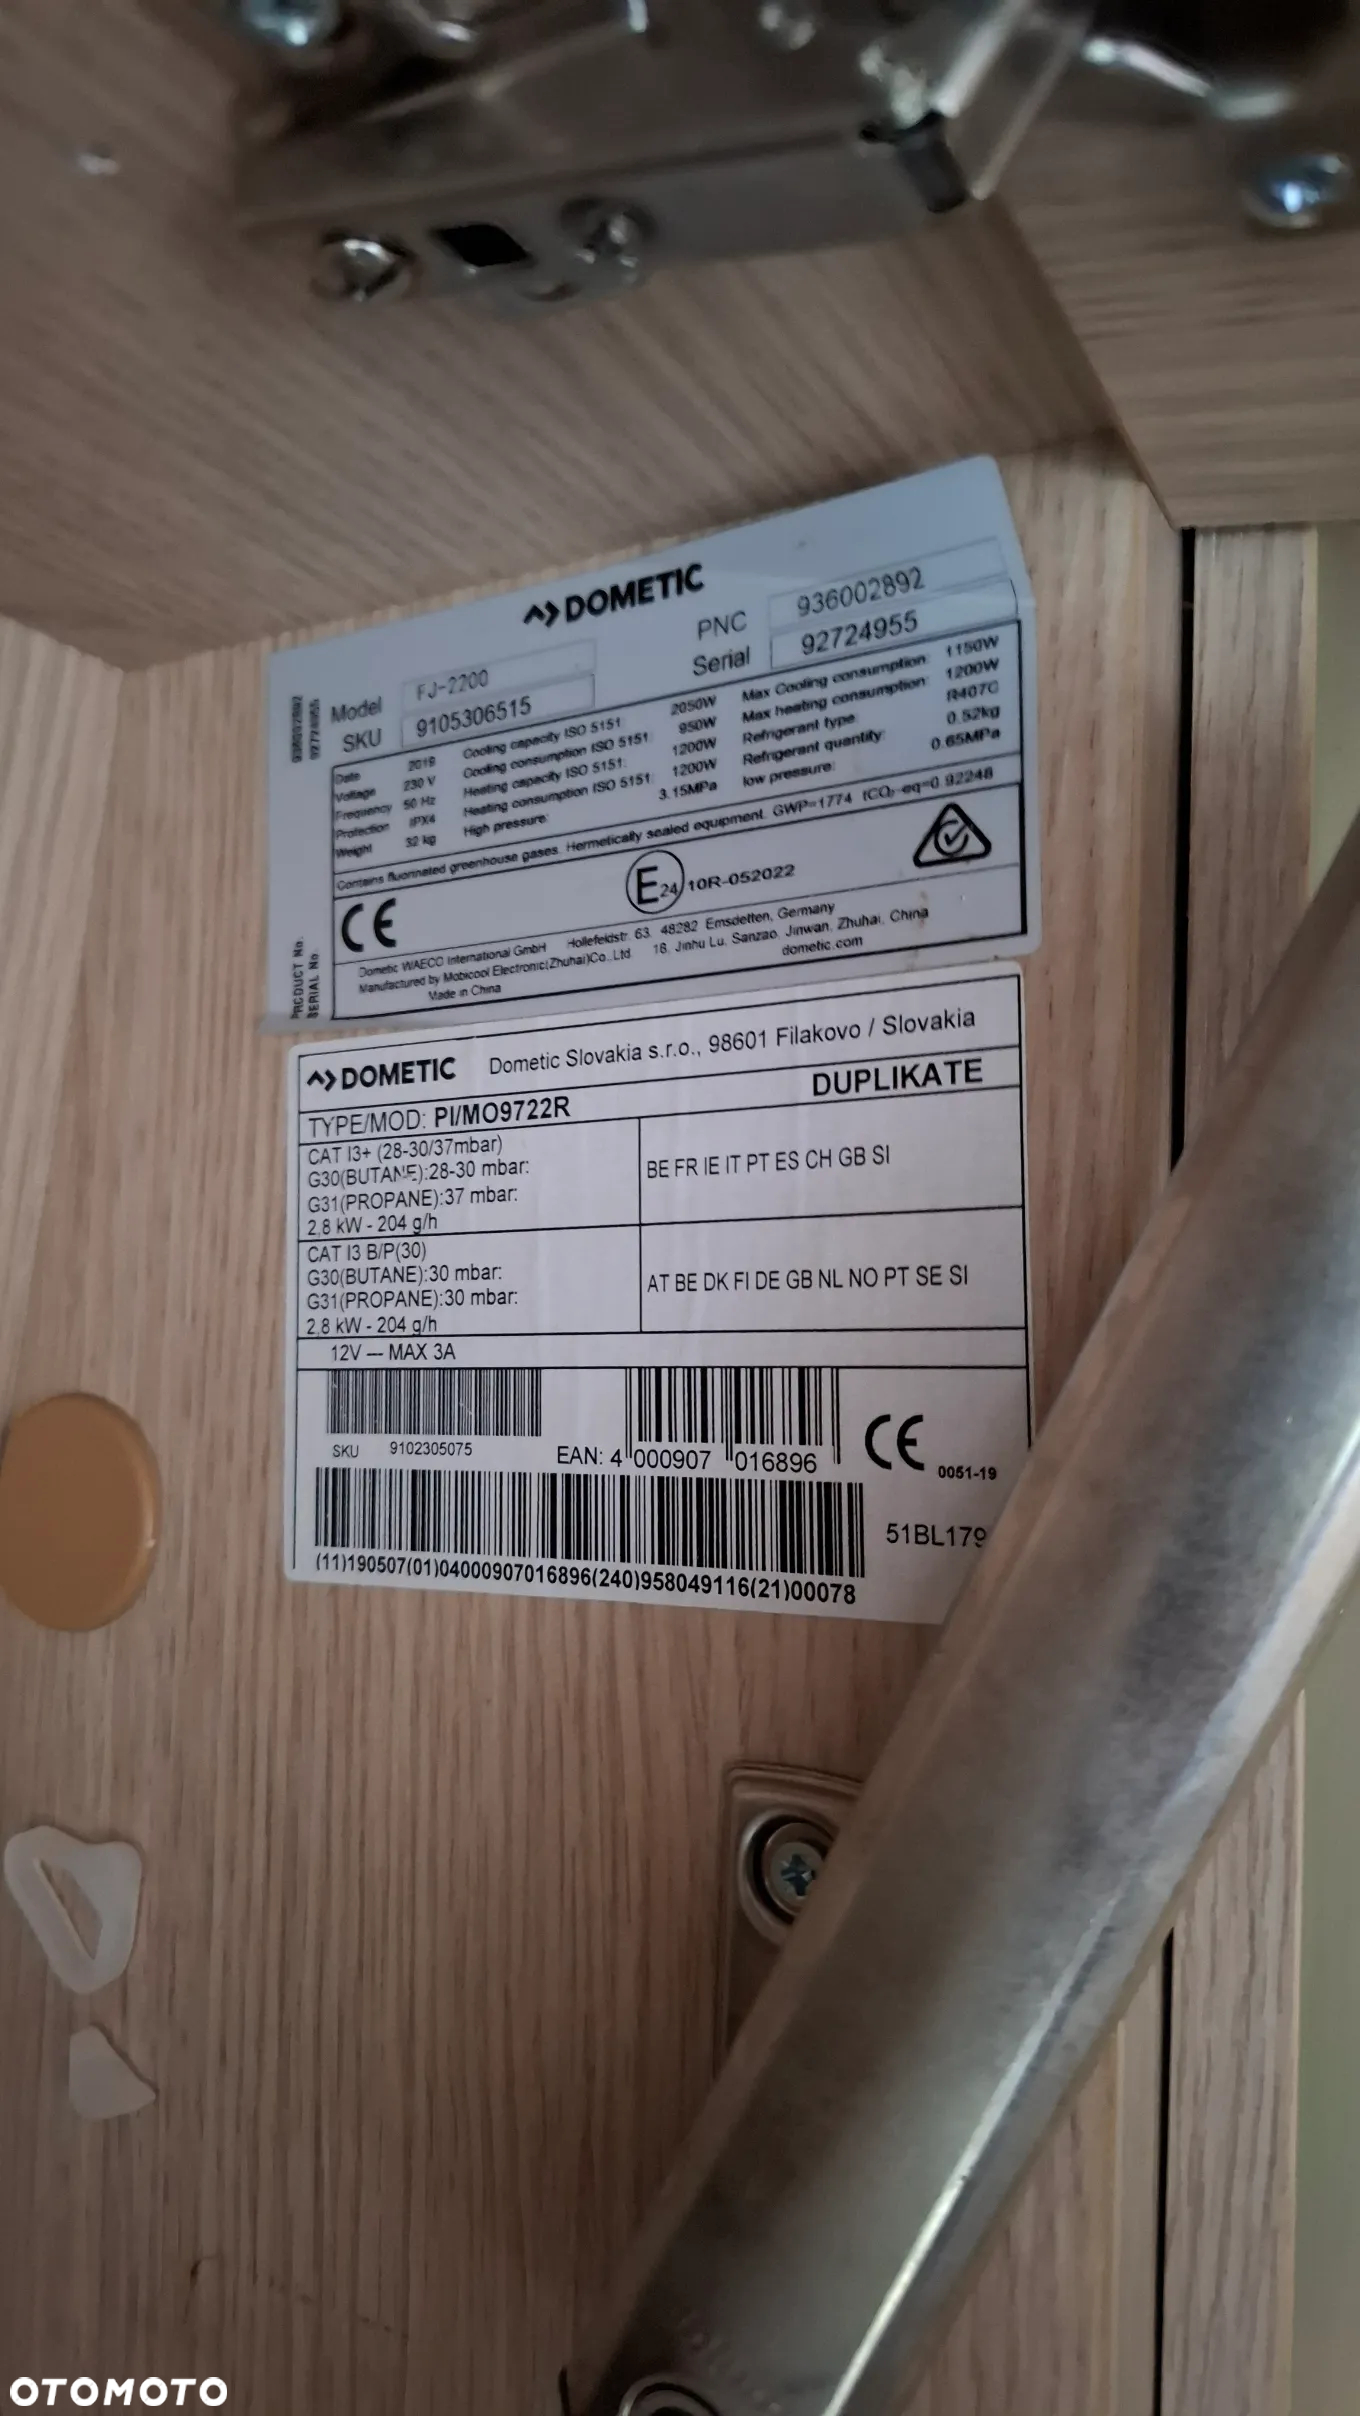 DOMETIC
PNC 936002892
Serial 92724955
Model FJ-2200
SKU 9105306515
Date 2019
Voltage 230 V
Frequency 50 Hz
Protection IPX4
Weight 32 kg
Cooling capacity ISO 5151: 2050W
Cooling consumption ISO 5151: 950W
Heating capacity ISO 5151: 1200W
Heating consumption ISO 5151: 1200W
High pressure: 3.15MPa
Max Cooling consumption: 1150W
Max heating consumption: 1200W
Refrigerant type: R407C
Refrigerant quantity: 0.52kg
low pressure: 0.65MPa
Contains fluorinated greenhouse gases. Hermetically sealed equipment. GWP=1774 tCO₂-eq=0.92248
CE E24 10R-052022
Dometic WAECO International GmbH Hollefeldstr. 63 48282 Emsdetten, Germany
Manufactured by Mobicool Electronic(Zhuhai)Co., Ltd. 18, Jinhu Lu, Sanzao, Jinwan, Zhuhai, China
Made in China dometic.com
PRODUCT No. 936002892
SERIAL No. 92724955
DOMETIC Dometic Slovakia s.r.o., 98601 Filakovo / Slovakia
TYPE/MOD: PI/MO9722R DUPLIKATE
CAT I3+ (28-30/37mbar)
G30(BUTANE):28-30 mbar:
G31(PROPANE):37 mbar:
2,8 kW - 204 g/h
BE FR IE IT PT ES CH GB SI
CAT I3 B/P(30)
G30(BUTANE):30 mbar:
G31(PROPANE):30 mbar:
2,8 kW - 204 g/h
AT BE DK FI DE GB NL NO PT SE SI
12V --- MAX 3A
SKU 9102305075
EAN: 4 000907 016896
CE 0051-19
51BL179
(11)190507(01)04000907016896(240)958049116(21)00078
OTOMOTO